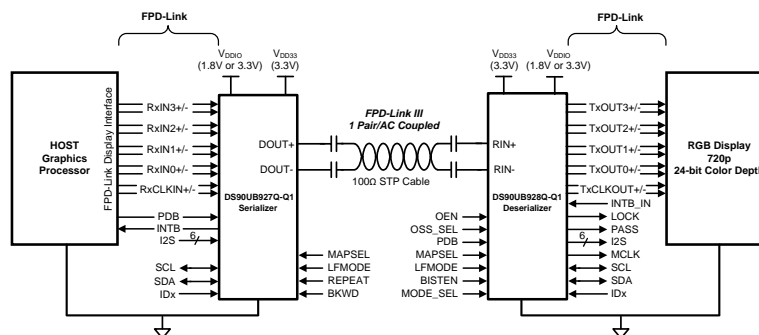 FPD-Link
FPD-Link
VDDIO
(1.8V or 3.3V)
VDD33
(3.3V)
VDD33
(3.3V)
VDDIO
(1.8V or 3.3V)
HOST
Graphics
Processor
FPD-Link Display Interface
RxIN3+/-
RxIN2+/-
RxIN1+/-
RxIN0+/-
RxCLKIN+/-
PDB
INTB
I2S
6
SCL
SDA
IDx
DOUT+
DOUT-
DS90UB927Q-Q1
Serializer
MAPSEL
LFMODE
REPEAT
BKWD
FPD-Link III
1 Pair/AC Coupled
100Ω STP Cable
RIN+
RIN-
DS90UB928Q-Q1
Deserializer
OEN
OSS_SEL
PDB
MAPSEL
LFMODE
BISTEN
MODE_SEL
TxOUT3+/-
TxOUT2+/-
TxOUT1+/-
TxOUT0+/-
TxCLKOUT+/-
INTB_IN
LOCK
PASS
6
I2S
MCLK
SCL
SDA
IDx
RGB Display
720p
24-bit Color Depth